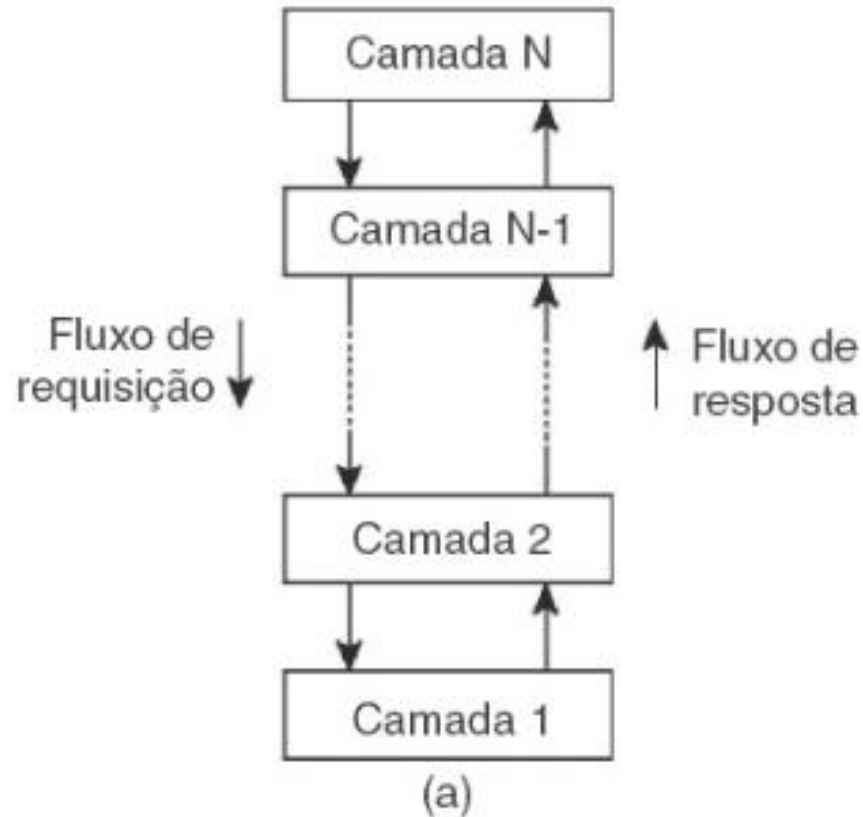 Camada N
Camada N-1
Fluxo de
requisição
Fluxo de
resposta
Camada 2
Camada 1
(a)